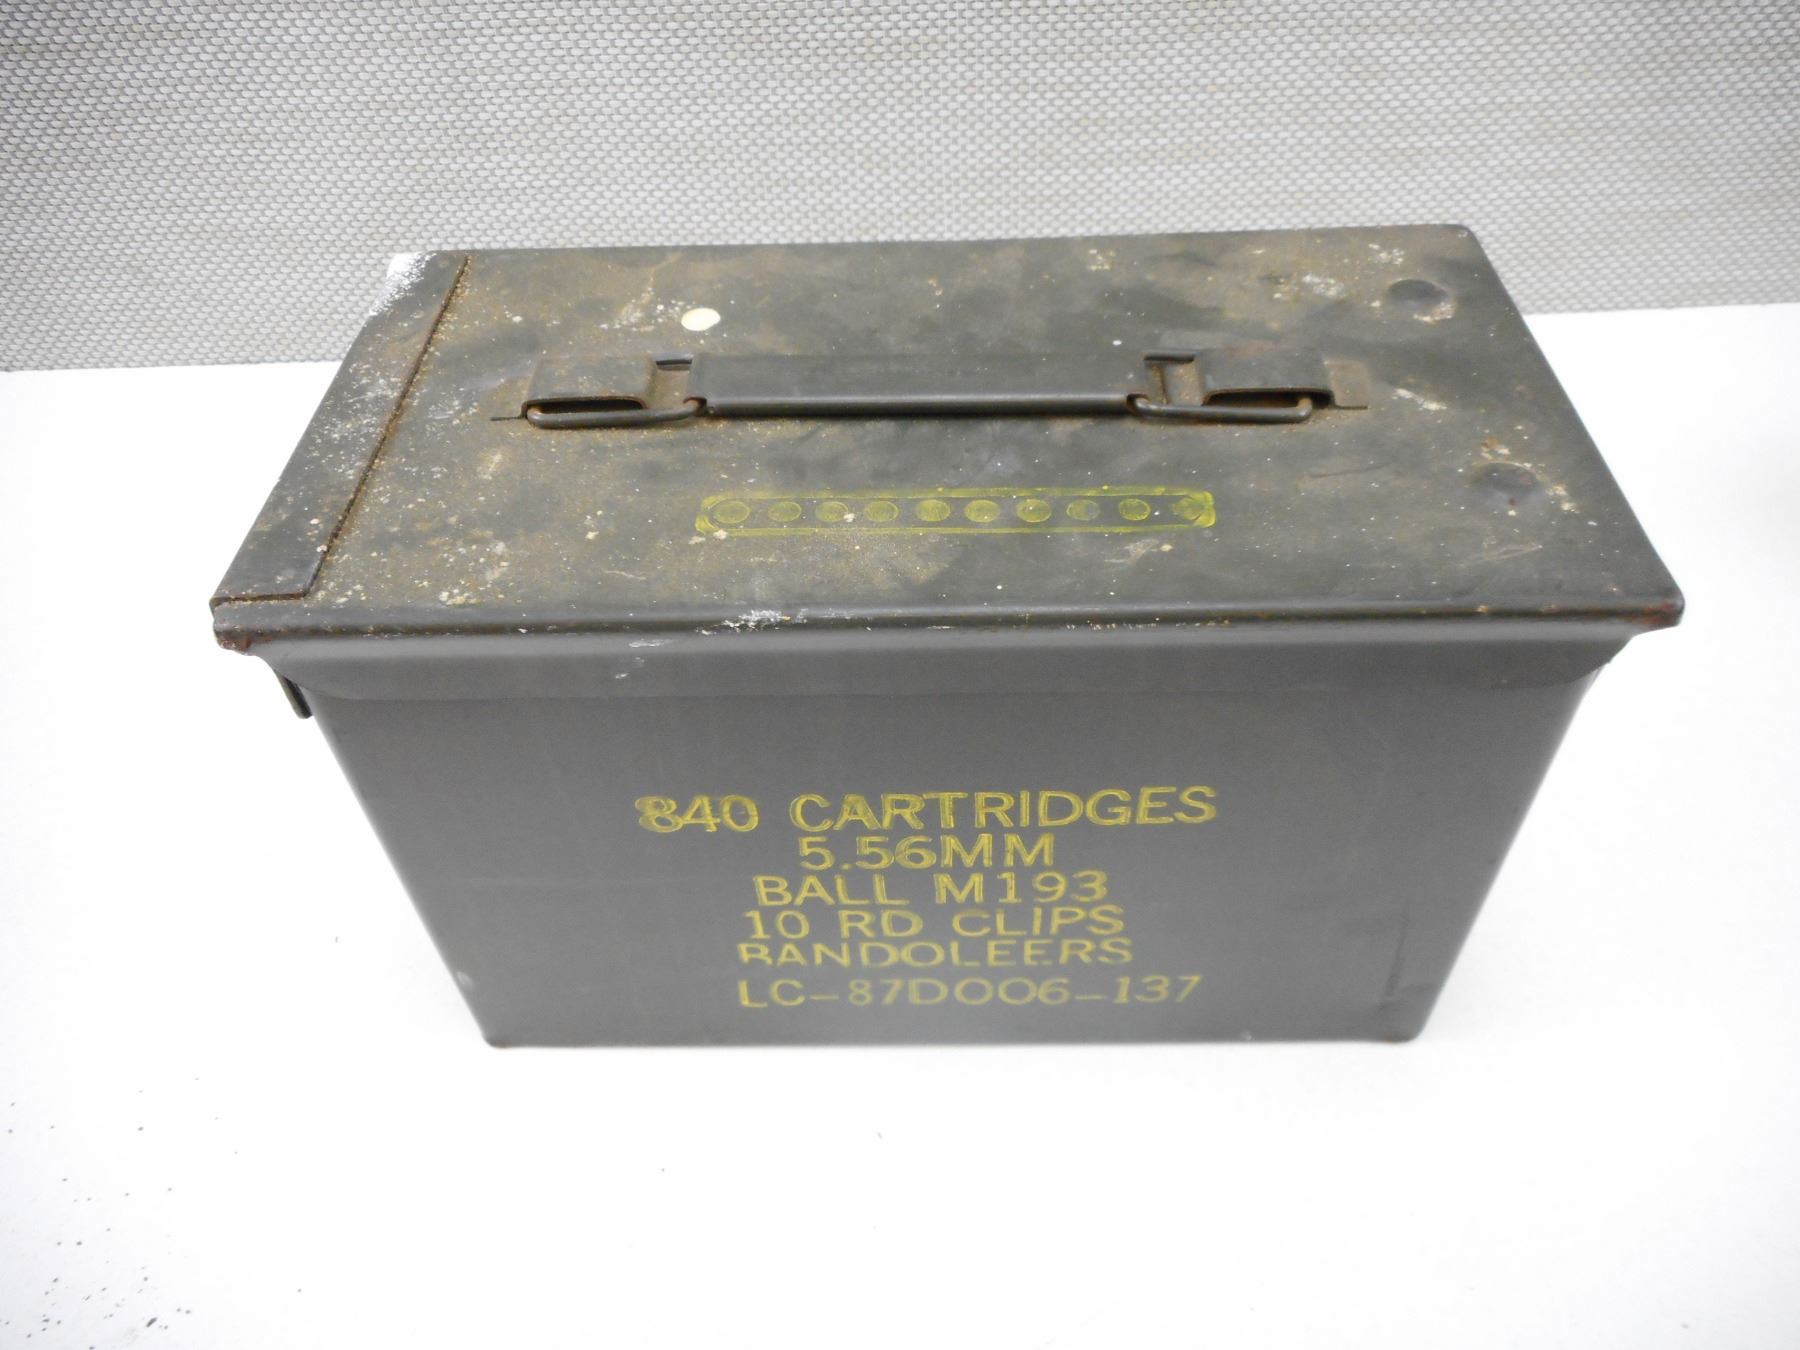 840 CARTRIDGES
5.56MM
BALL M193
10 RD CLIPS
BANDOLEERS
LC-87D006-137